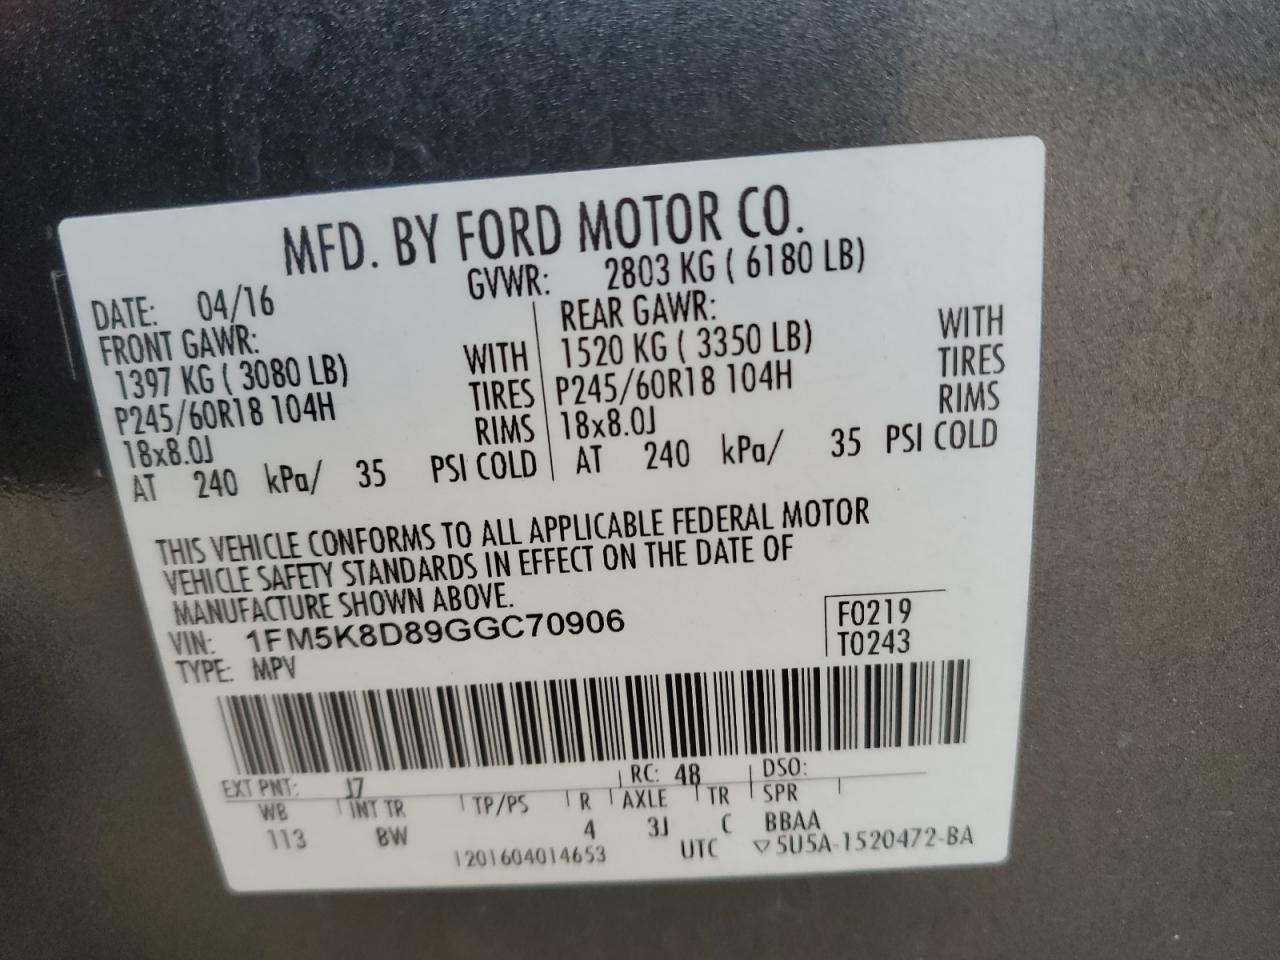 MFD. BY FORD MOTOR CO.
DATE: 04/16 GVWR: 2803 KG ( 6180 LB)
FRONT GAWR: REAR GAWR:
1397 KG ( 3080 LB) WITH 1520 KG ( 3350 LB) WITH
P245/60R18 104H TIRES P245/60R18 104H TIRES
18x8.0J RIMS 18x8.0J RIMS
AT 240 kPa/ 35 PSI COLD AT 240 kPa/ 35 PSI COLD
THIS VEHICLE CONFORMS TO ALL APPLICABLE FEDERAL MOTOR
VEHICLE SAFETY STANDARDS IN EFFECT ON THE DATE OF
MANUFACTURE SHOWN ABOVE.
VIN: 1FM5K8D89GGC70906 F0219
TYPE: MPV T0243
EXT PNT: J7 RC: 48 DSO:
WB INT TR TP/PS R AXLE TR SPR
113 BW 4 3J C BBAA
1201604014653 UTC ▽5U5A-1520472-BA